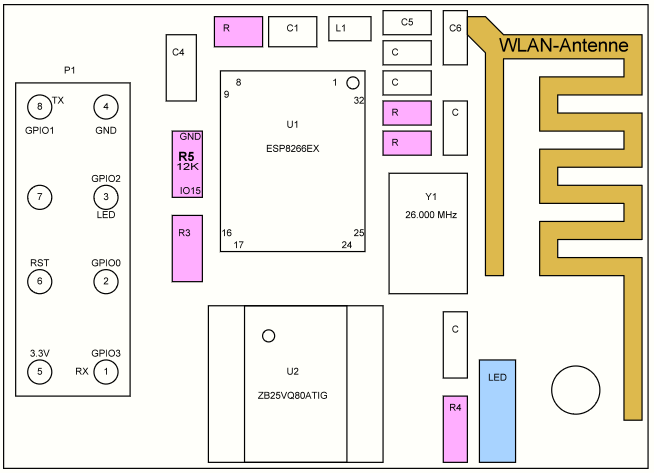 R
C1
L1
C5
C6
WLAN-Antenne
C4
C
P1
C
8
1
9
32
8
TX
4
GPIO1
GND
R
C
U1
GND
R5
12K
IO15
ESP8266EX
R
GPIO2
7
3
LED
Y1
26.000 MHz
R3
16
25
17
24
RST
GPIO0
6
2
C
3.3V
GPIO3
5
RX
1
U2
ZB25VQ80ATIG
LED
R4